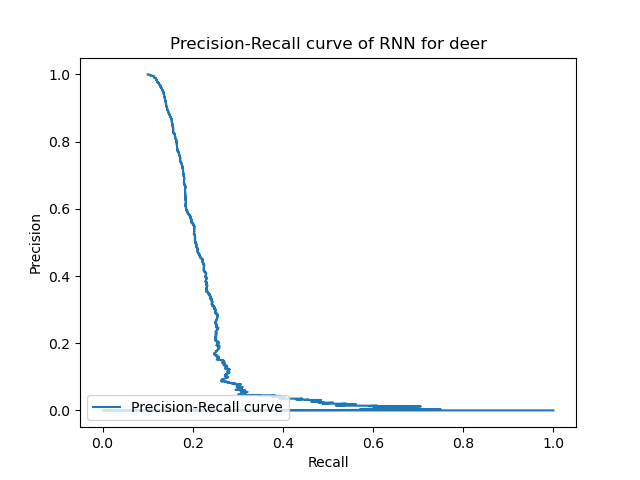 Precision-Recall curve of RNN for deer
Precision
1.0
0.8
0.6
0.4
0.2
0.0
Precision-Recall curve
0.0 0.2 0.4 0.6 0.8 1.0
Recall